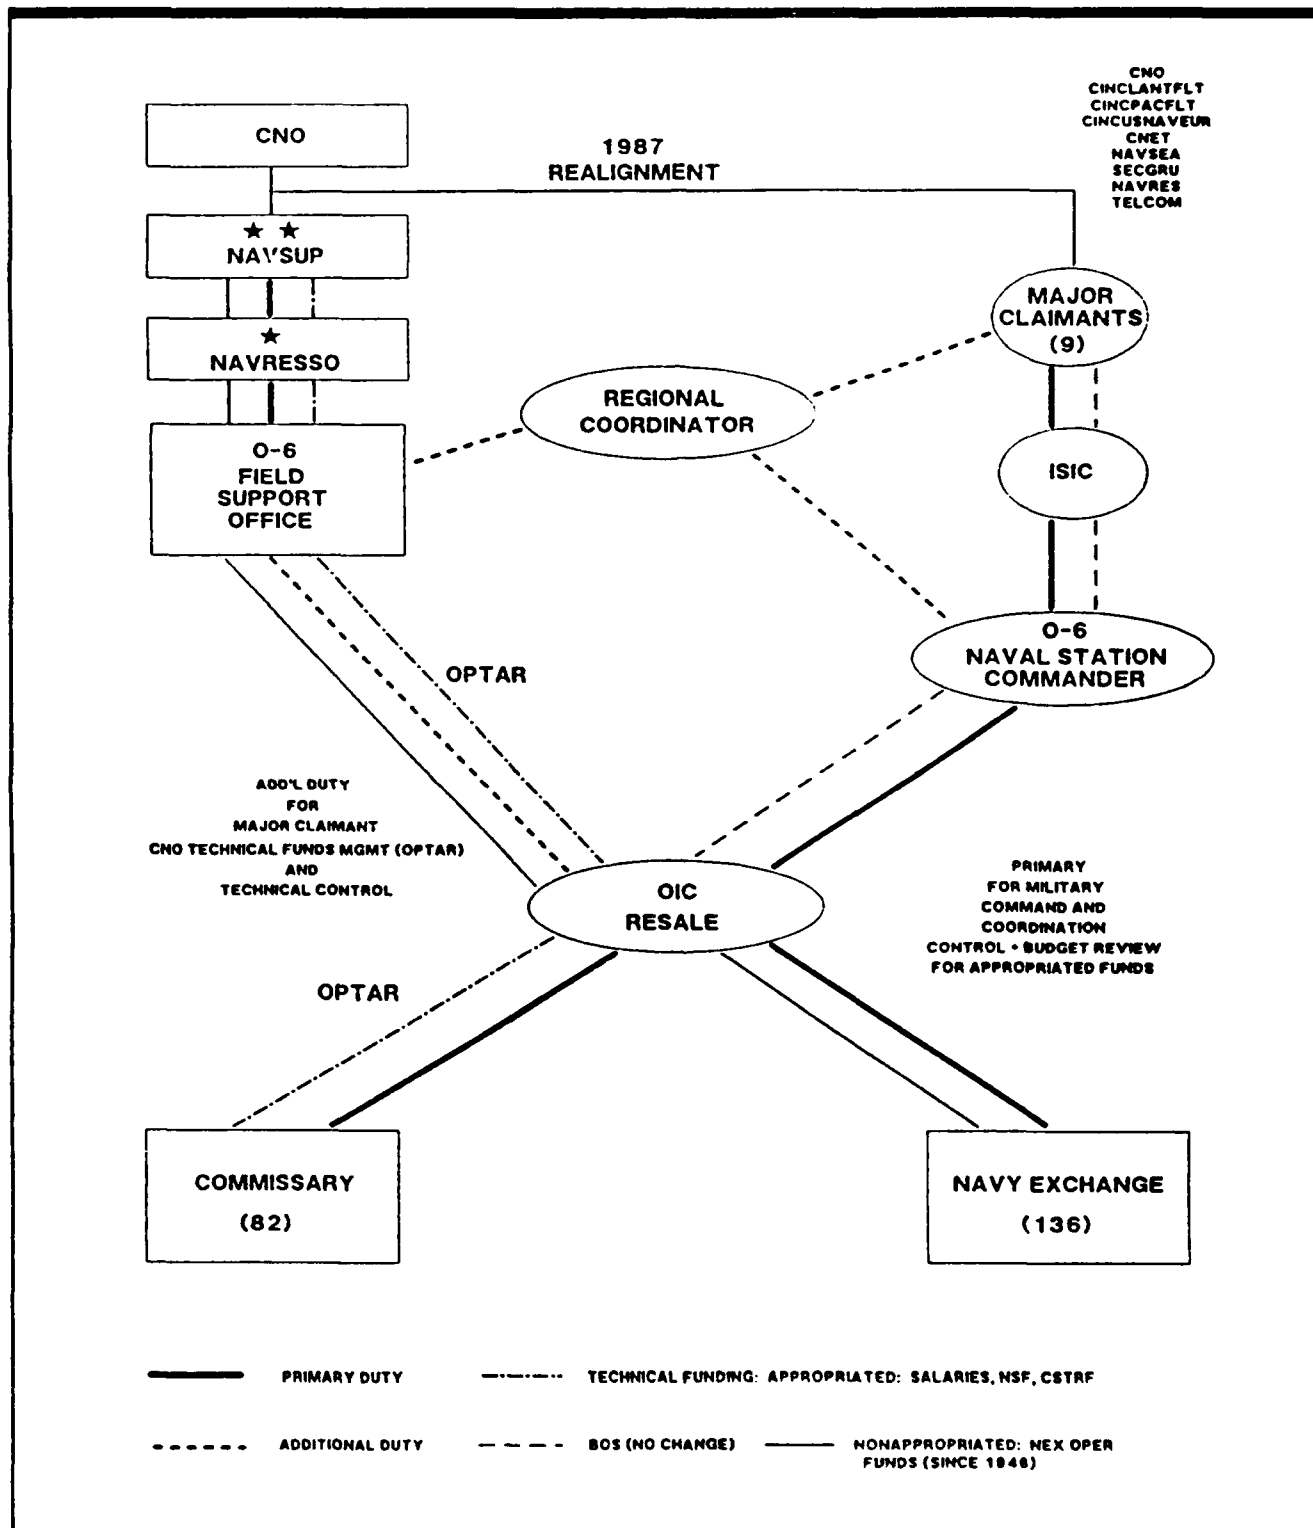 CNO
CINCLANTFLT
CINCPACFLT
CINCUSNAVEUR
CNET
NAVSEA
SECGRU
NAVRES
TELCOM
CNO
1987
REALIGNMENT
★ ★
NAVSUP
★
NAVRESSO
MAJOR
CLAIMANTS
(9)
REGIONAL
COORDINATOR
O-6
FIELD
SUPPORT
OFFICE
ISIC
O-6
NAVAL STATION
COMMANDER
OPTAR
ADD'L DUTY
FOR
MAJOR CLAIMANT
CNO TECHNICAL FUNDS MGMT (OPTAR)
AND
TECHNICAL CONTROL
OIC
RESALE
PRIMARY
FOR MILITARY
COMMAND AND
COORDINATION
CONTROL + BUDGET REVIEW
FOR APPROPRIATED FUNDS
OPTAR
COMMISSARY
(82)
NAVY EXCHANGE
(136)
PRIMARY DUTY
TECHNICAL FUNDING: APPROPRIATED: SALARIES, NSF, CSTRF
ADDITIONAL DUTY
BOS (NO CHANGE)
NONAPPROPRIATED: NEX OPER
FUNDS (SINCE 1946)